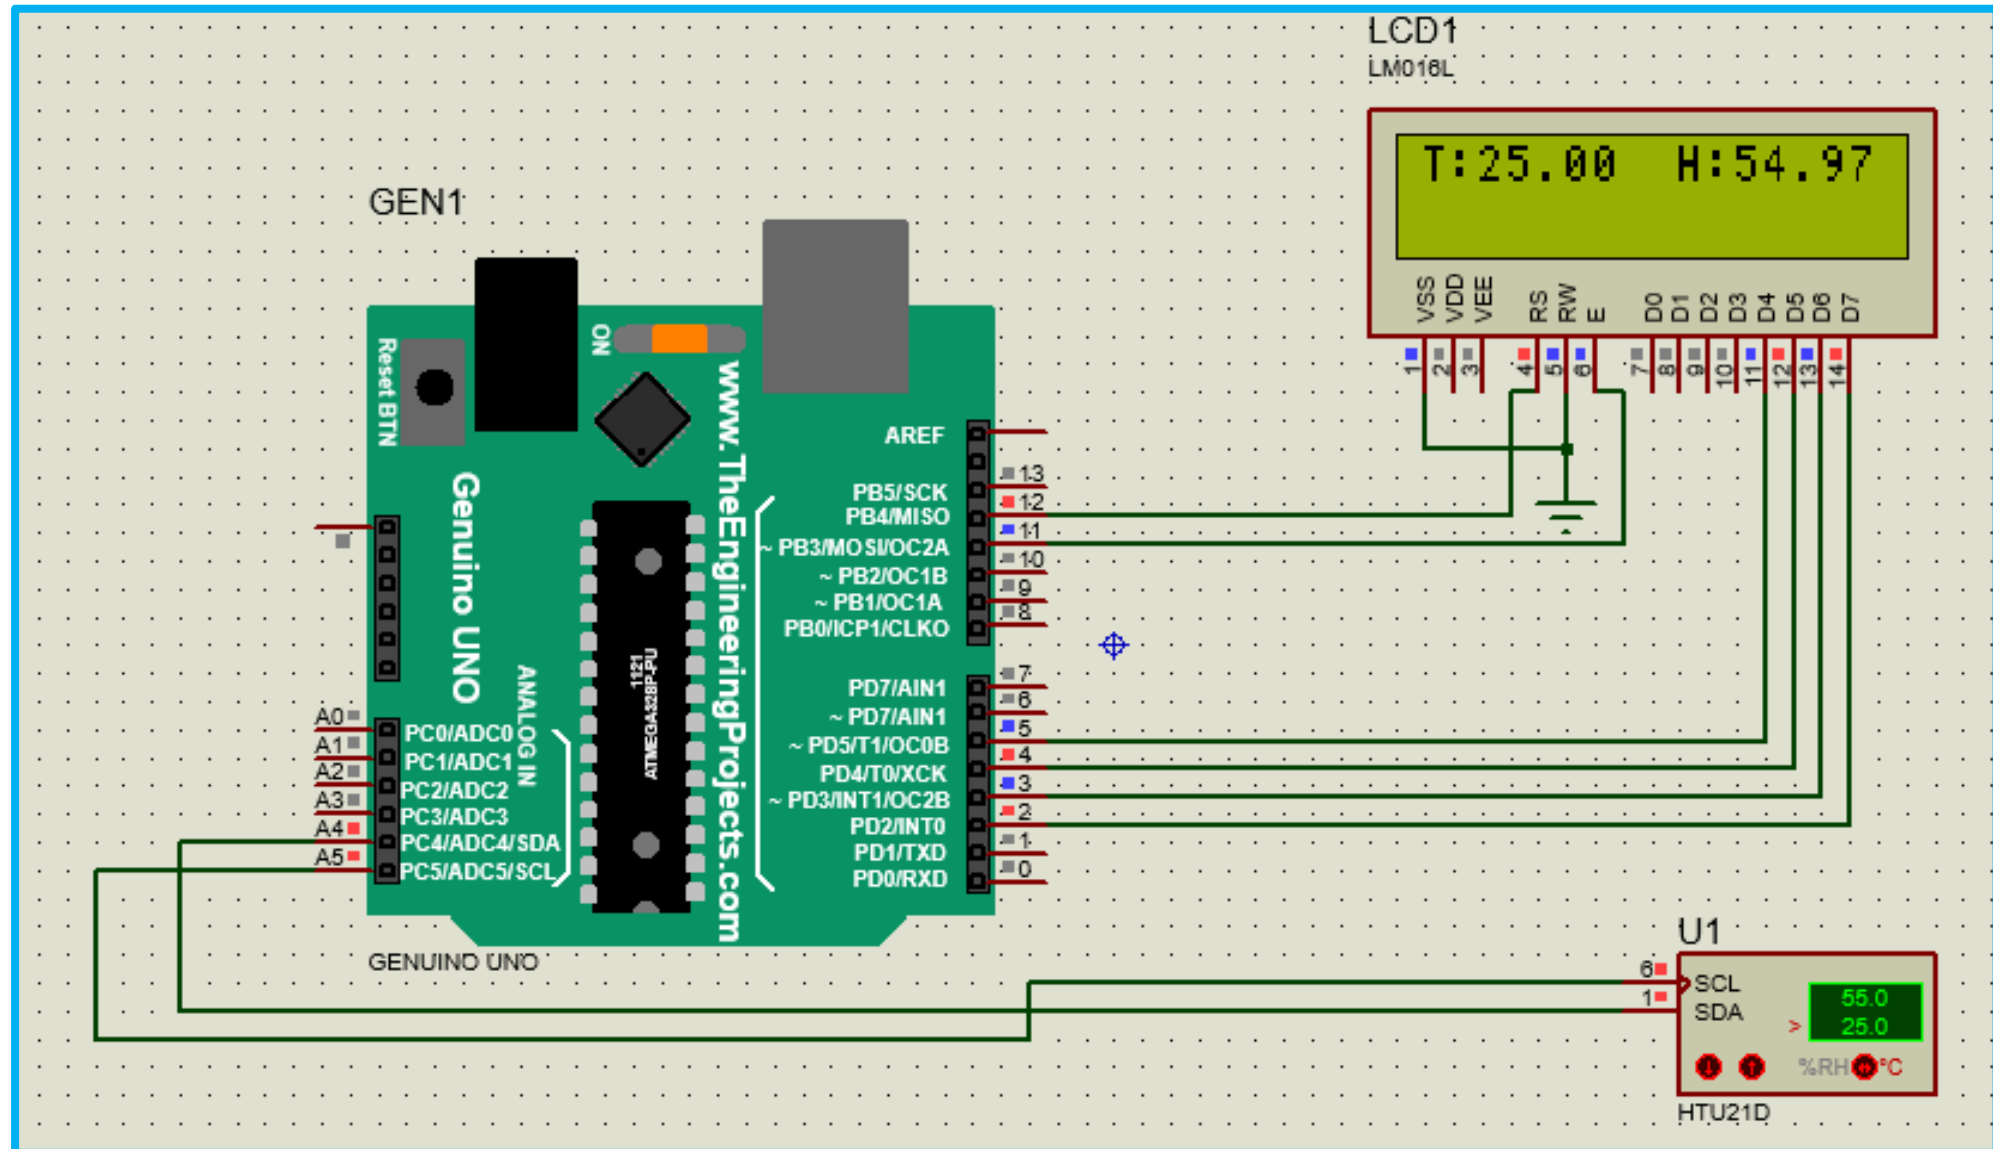 LCD1
LM016L
T:25.00 H:54.97
VSS
VDD
VEE
RS
RW
E
D0
D1
D2
D3
D4
D5
D6
D7
1
2
3
4
5
6
7
8
9
10
11
12
13
14
GEN1
Reset BTN
ON
www.TheEngineeringProjects.com
Genuino UNO
ANALOG IN
1121
ATMEGA328P-PU
AREF
PB5/SCK 13
PB4/MISO 12
~ PB3/MOSI/OC2A 11
~ PB2/OC1B 10
~ PB1/OC1A 9
PB0/ICP1/CLKO 8
PD7/AIN1 7
~ PD7/AIN1 6
~ PD5/T1/OC0B 5
PD4/T0/XCK 4
~ PD3/INT1/OC2B 3
PD2/INT0 2
PD1/TXD 1
PD0/RXD 0
A0 PC0/ADC0
A1 PC1/ADC1
A2 PC2/ADC2
A3 PC3/ADC3
A4 PC4/ADC4/SDA
A5 PC5/ADC5/SCL
GENUINO UNO
U1
6 SCL
1 SDA
55.0
> 25.0
%RH °C
HTU21D